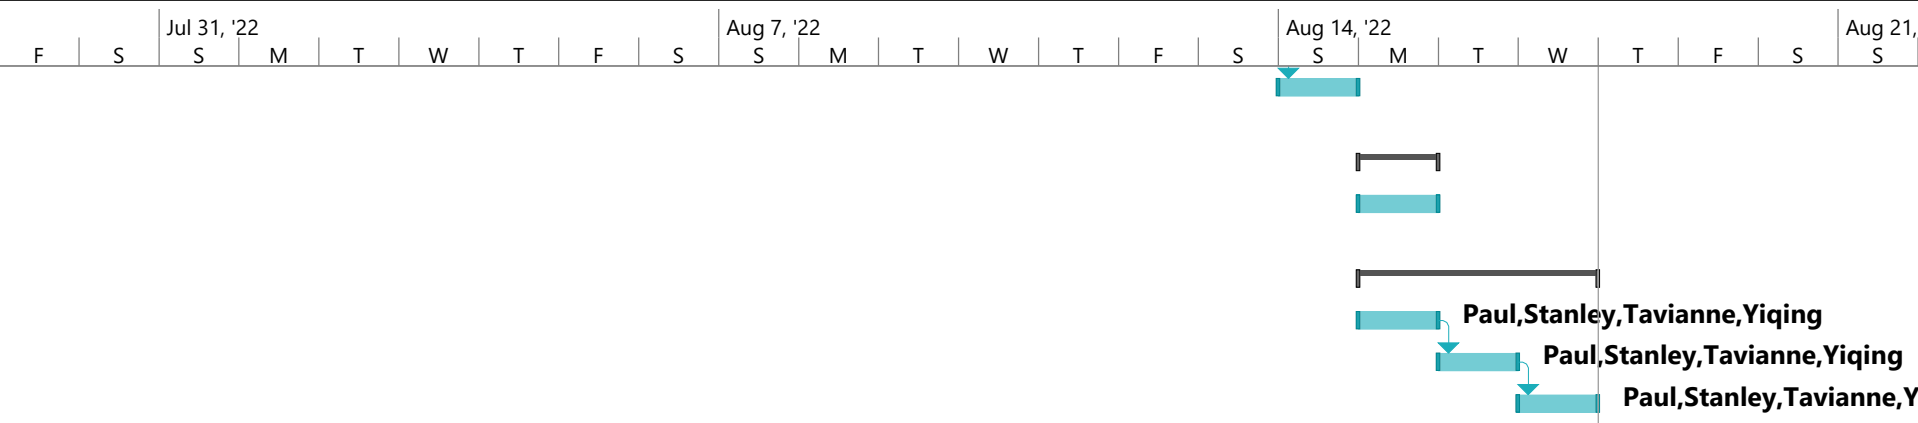 Jul 31, '22 Aug 7, '22 Aug 14, '22 Aug 21,
F S S M T W T F S S M T W T F S S M T W T F S S
Paul,Stanley,Tavianne,Yiqing
Paul,Stanley,Tavianne,Yiqing
Paul,Stanley,Tavianne,Y